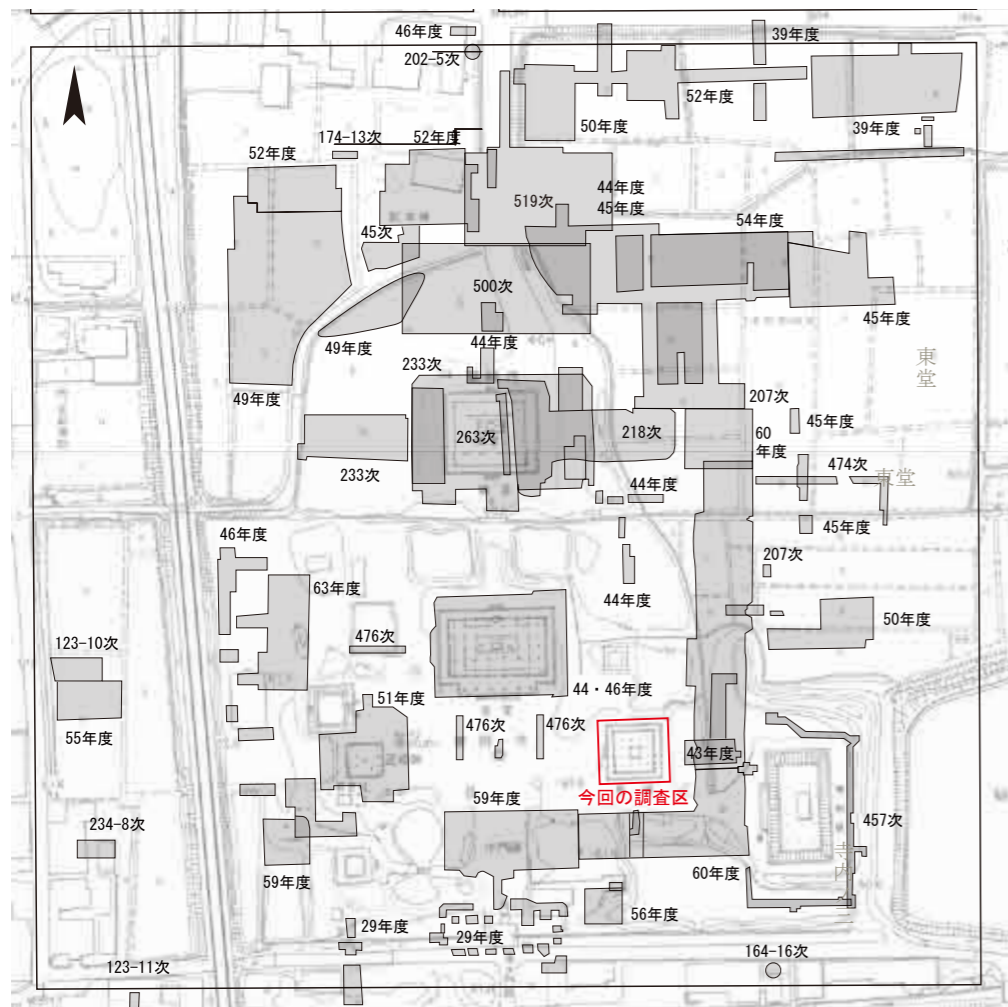 46年度
39年度
202-5次
52年度
50年度
39年度
174-13次
52年度
52年度
44年度
519次
45年度
54年度
45次
500次
44年度
45年度
49年度
233次
49年度
東堂
207次
45年度
60
年度
263次
218次
233次
474次
東堂
44年度
45年度
46年度
207次
63年度
44年度
50年度
476次
123-10次
51年度
44・46年度
476次
476次
55年度
43年度
今回の調査区
59年度
457次
234-8次
寺内
60年度
59年度
56年度
29年度
29年度
164-16次
123-11次